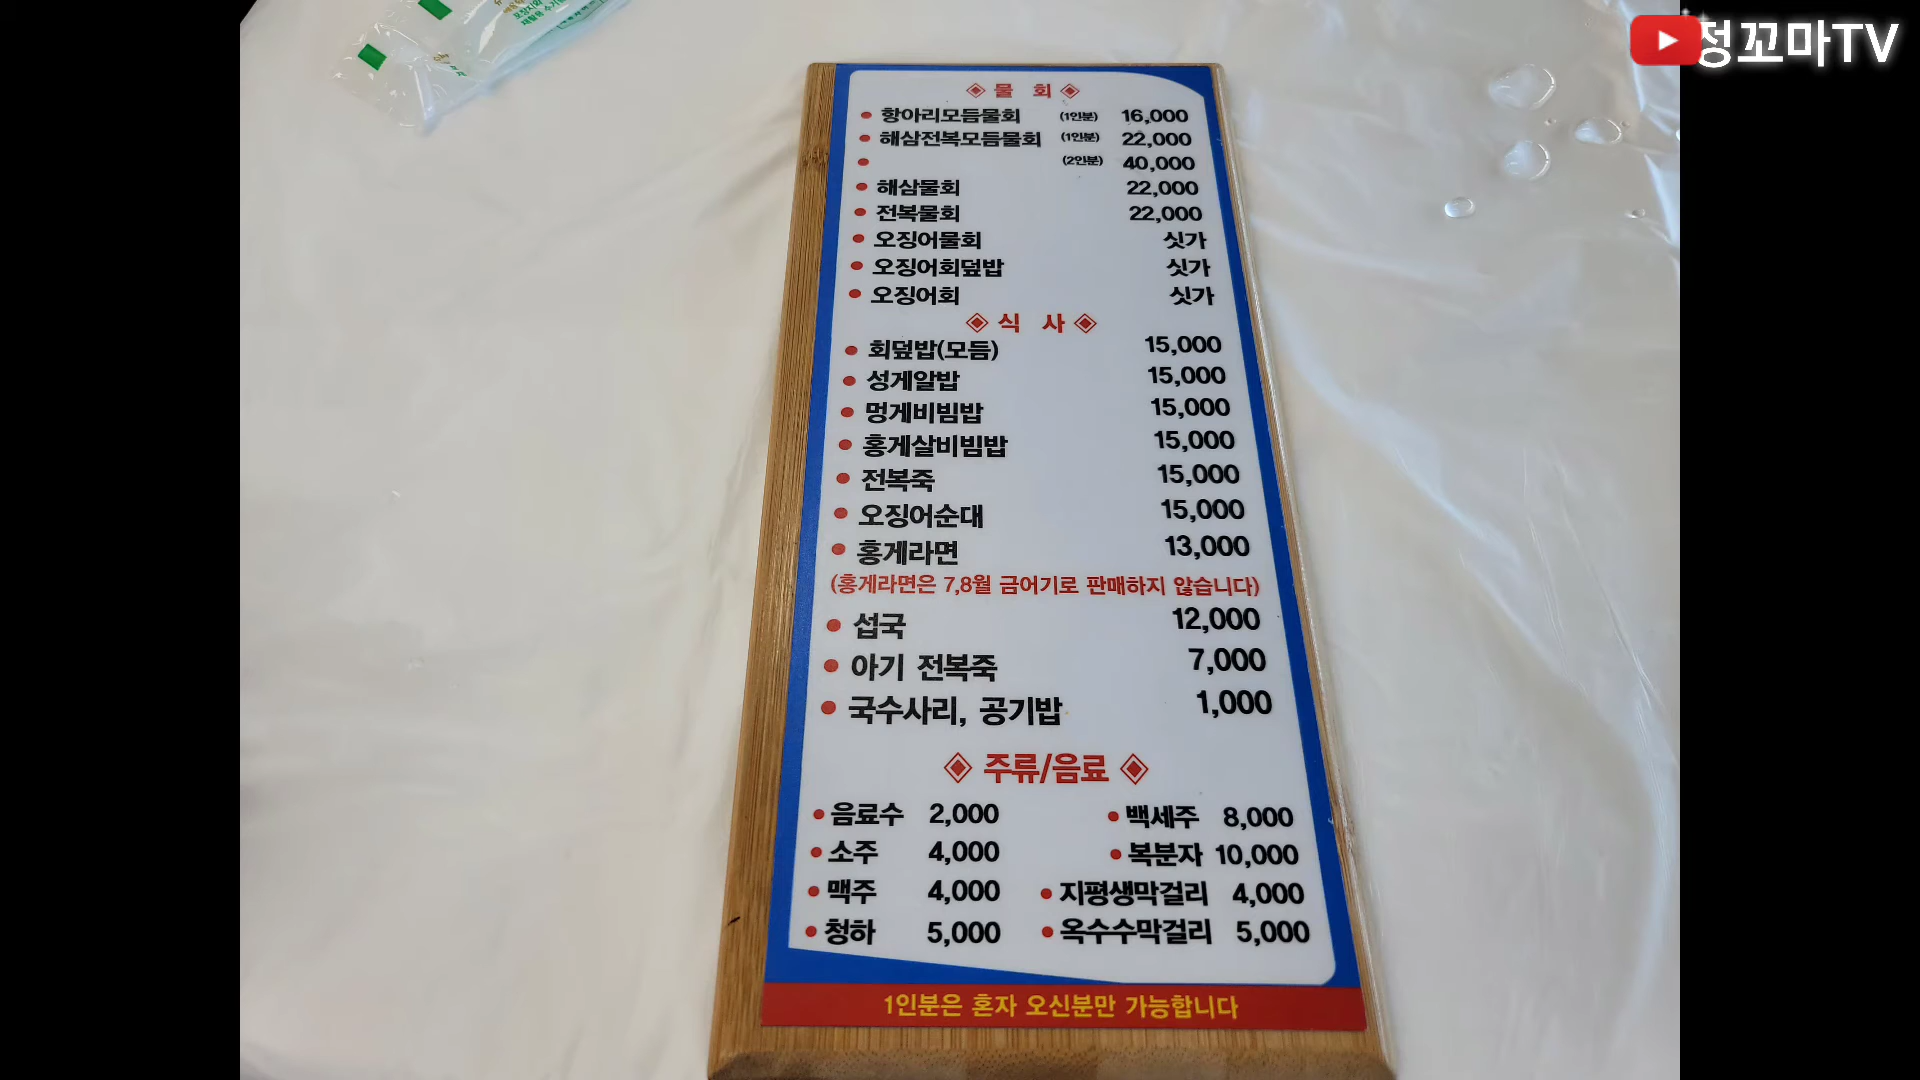 정꼬마TV
물 회
항아리모듬물회 (1인분) 16,000
해삼전복모듬물회 (1인분) 22,000
(2인분) 40,000
해삼물회 22,000
전복물회 22,000
오징어물회 싯가
오징어회덮밥 싯가
오징어회 싯가
식 사
회덮밥(모듬) 15,000
성게알밥 15,000
멍게비빔밥 15,000
홍게살비빔밥 15,000
전복죽 15,000
오징어순대 15,000
홍게라면 13,000
(홍게라면은 7,8월 금어기로 판매하지 않습니다)
섭국 12,000
아기 전복죽 7,000
국수사리, 공기밥 1,000
주류/음료
음료수 2,000 백세주 8,000
소주 4,000 복분자 10,000
맥주 4,000 지평생막걸리 4,000
청하 5,000 옥수수막걸리 5,000
1인분은 혼자 오신분만 가능합니다